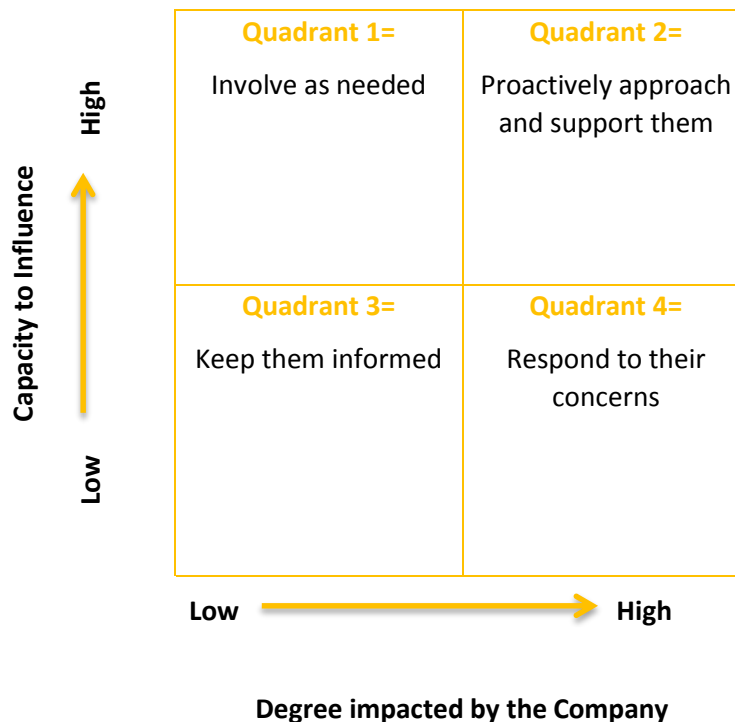 Quadrant 1=
Involve as needed
Quadrant 2=
Proactively approach
and support them
High
Capacity to Influence
Quadrant 3=
Keep them informed
Quadrant 4=
Respond to their
concerns
Low
Low
High
Degree impacted by the Company